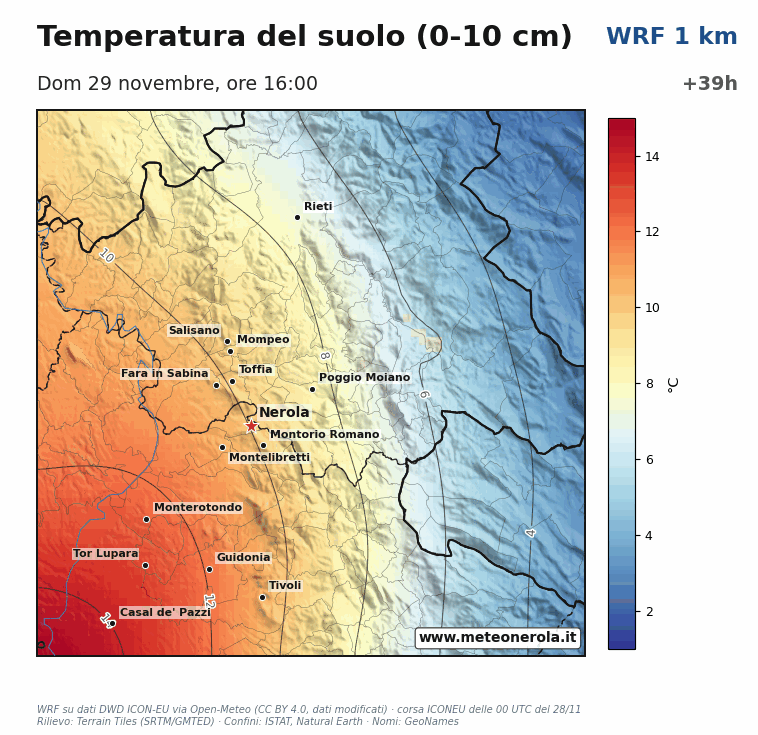 Temperatura del suolo (0-10 cm)
WRF 1 km
Dom 29 novembre, ore 16:00
+39h
Rieti
10
Salisano
Mompeo
8
Toffia
Fara in Sabina
Poggio Moiano
6
Nerola
Montorio Romano
Montelibretti
Monterotondo
4
Tor Lupara
Guidonia
Tivoli
12
Casal de' Pazzi
www.meteonerola.it
14
12
10
8
6
4
2
°C
WRF su dati DWD ICON-EU via Open-Meteo (CC BY 4.0, dati modificati) · corsa ICONEU delle 00 UTC del 28/11
Rilievo: Terrain Tiles (SRTM/GMTED) · Confini: ISTAT, Natural Earth · Nomi: GeoNames